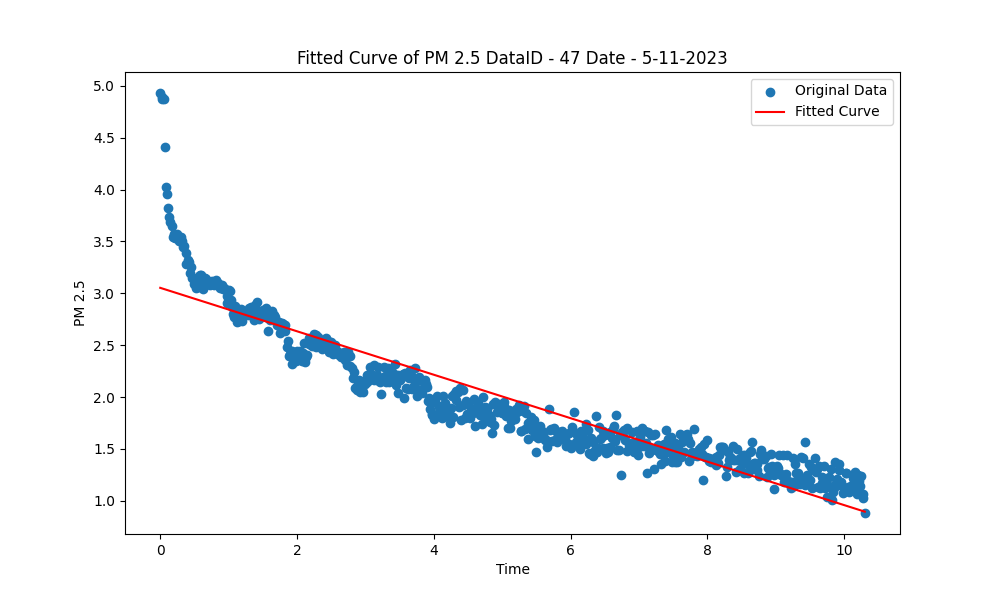 Fitted Curve of PM 2.5 DataID - 47 Date - 5-11-2023
Original Data
Fitted Curve
5.0
4.5
4.0
3.5
3.0
2.5
2.0
1.5
1.0
PM 2.5
0 2 4 6 8 10
Time